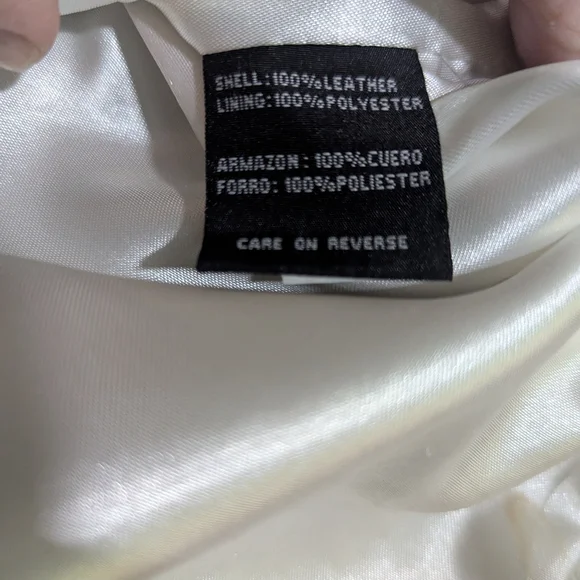 SHELL:100%LEATHER
LINING:100%POLYESTER
ARMAZON:100%CUERO
FORRO:100%POLIESTER
CARE ON REVERSE